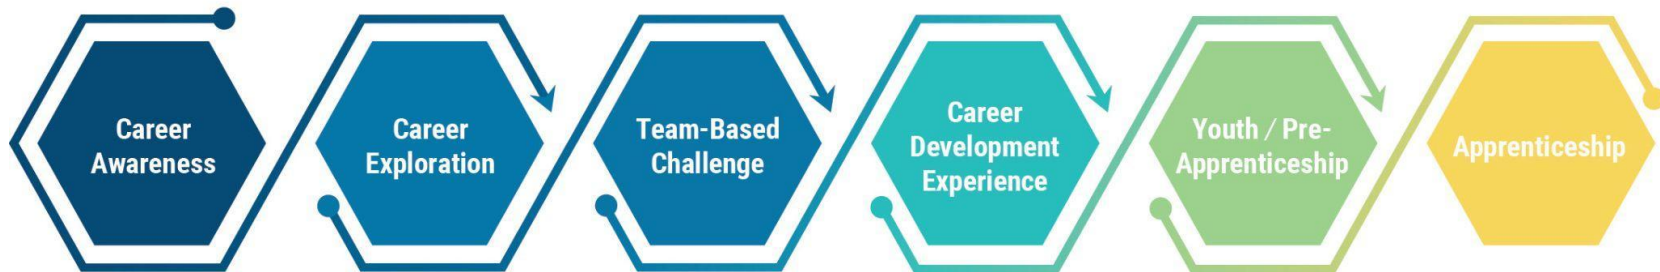 Career
Awareness
Career
Exploration
Team-Based
Challenge
Career
Development
Experience
Youth / Pre-
Apprenticeship
Apprenticeship